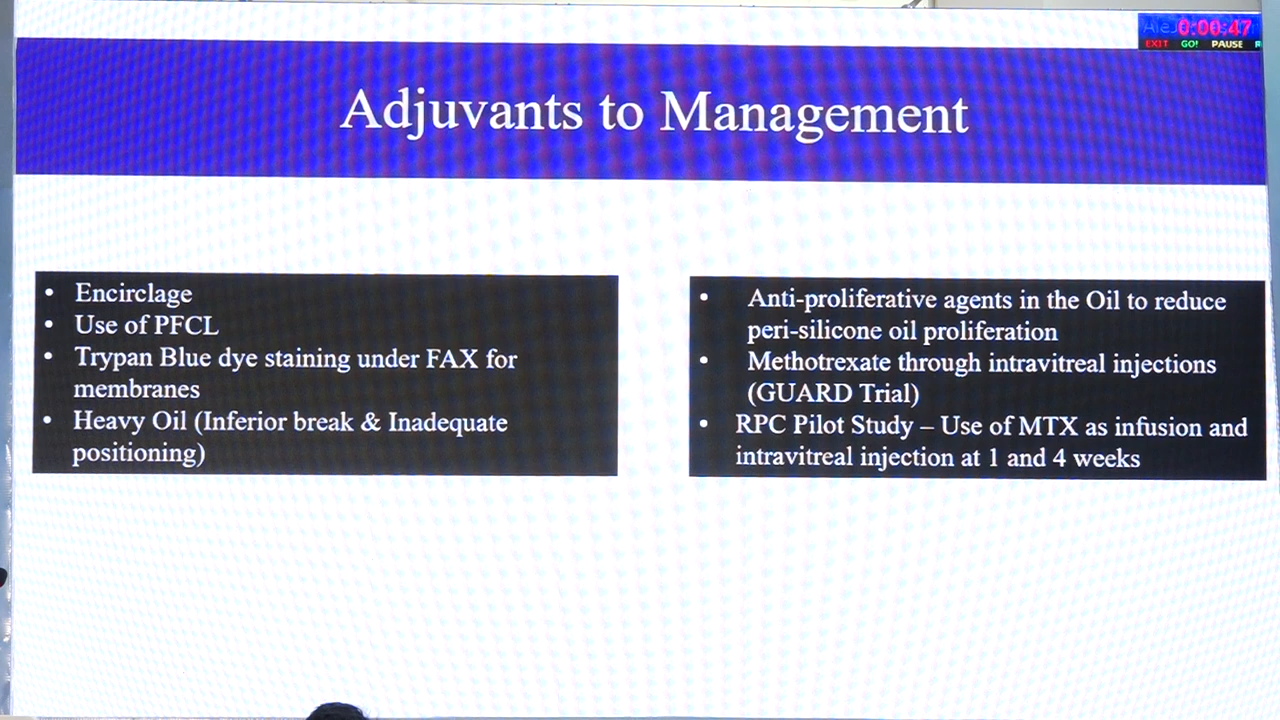 0:00:47
EXIT GO! PAUSE
Adjuvants to Management
• Encirclage
• Use of PFCL
• Trypan Blue dye staining under FAX for
membranes
• Heavy Oil (Inferior break & Inadequate
positioning)
• Anti-proliferative agents in the Oil to reduce
peri-silicone oil proliferation
• Methotrexate through intravitreal injections
(GUARD Trial)
• RPC Pilot Study – Use of MTX as infusion and
intravitreal injection at 1 and 4 weeks